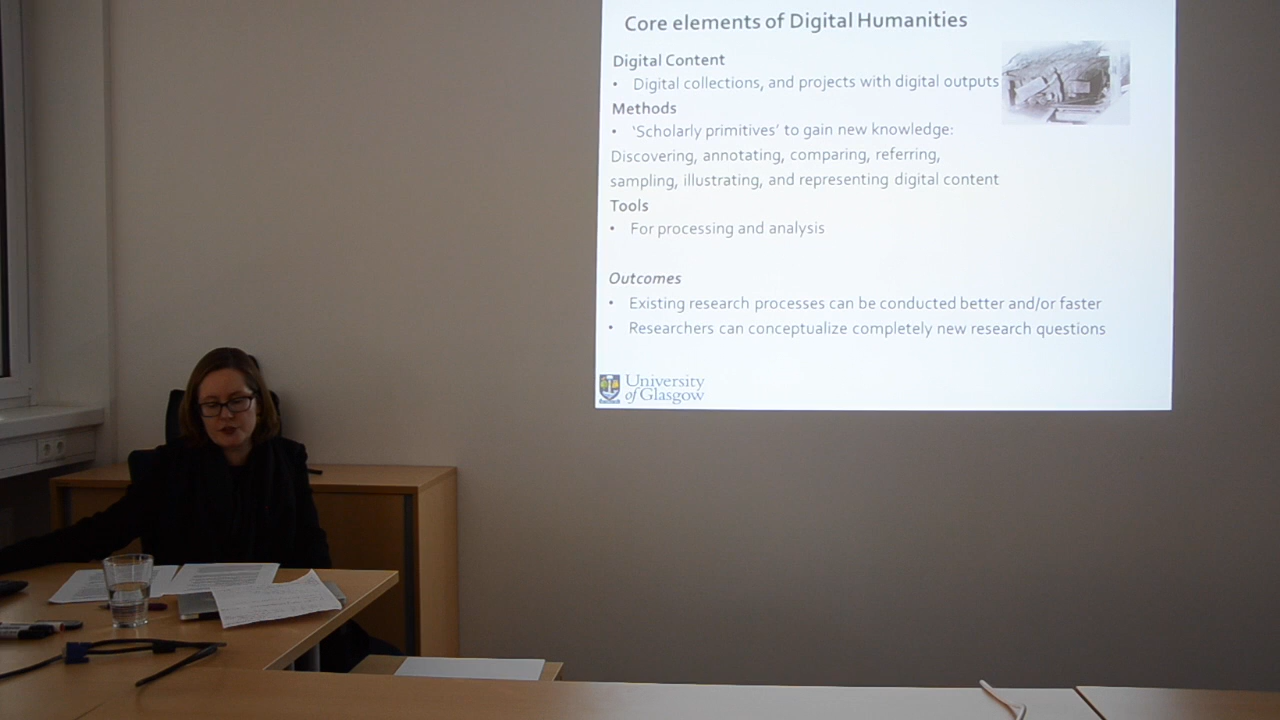 Core elements of Digital Humanities
Digital Content
• Digital collections, and projects with digital outputs
Methods
• ‘Scholarly primitives’ to gain new knowledge:
Discovering, annotating, comparing, referring,
sampling, illustrating, and representing digital content
Tools
• For processing and analysis
Outcomes
• Existing research processes can be conducted better and/or faster
• Researchers can conceptualize completely new research questions
University
of Glasgow